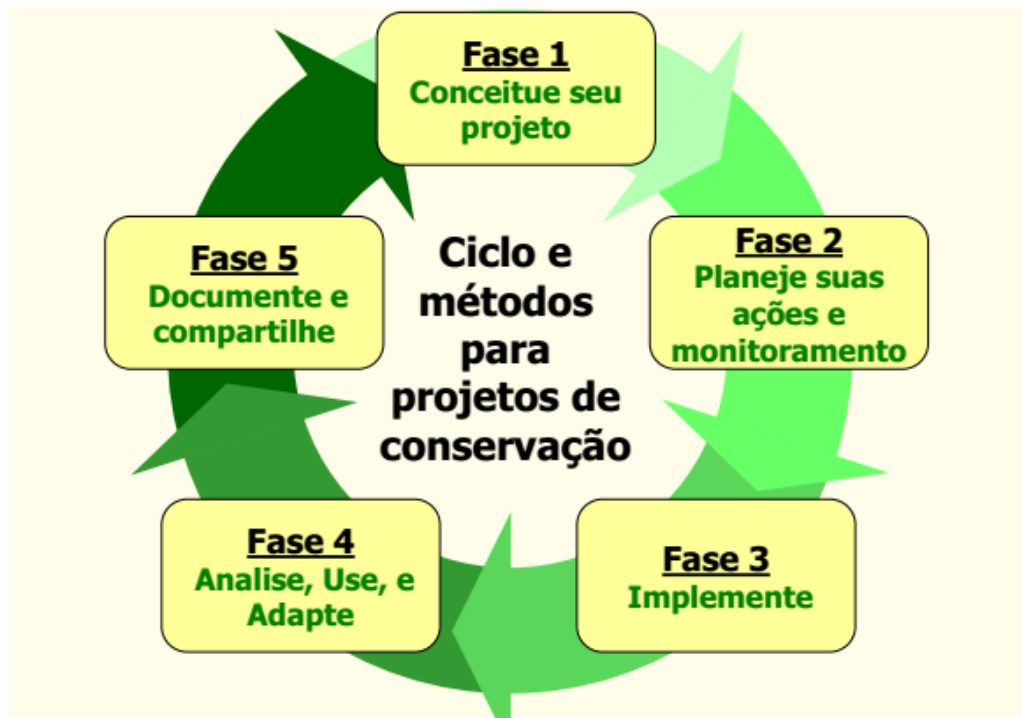 Fase 1
Conceitue seu
projeto
Fase 2
Planeje suas
ações e
monitoramento
Fase 3
Implemente
Fase 4
Analise, Use, e
Adapte
Fase 5
Documente e
compartilhe
Ciclo e
métodos
para
projetos de
conservação